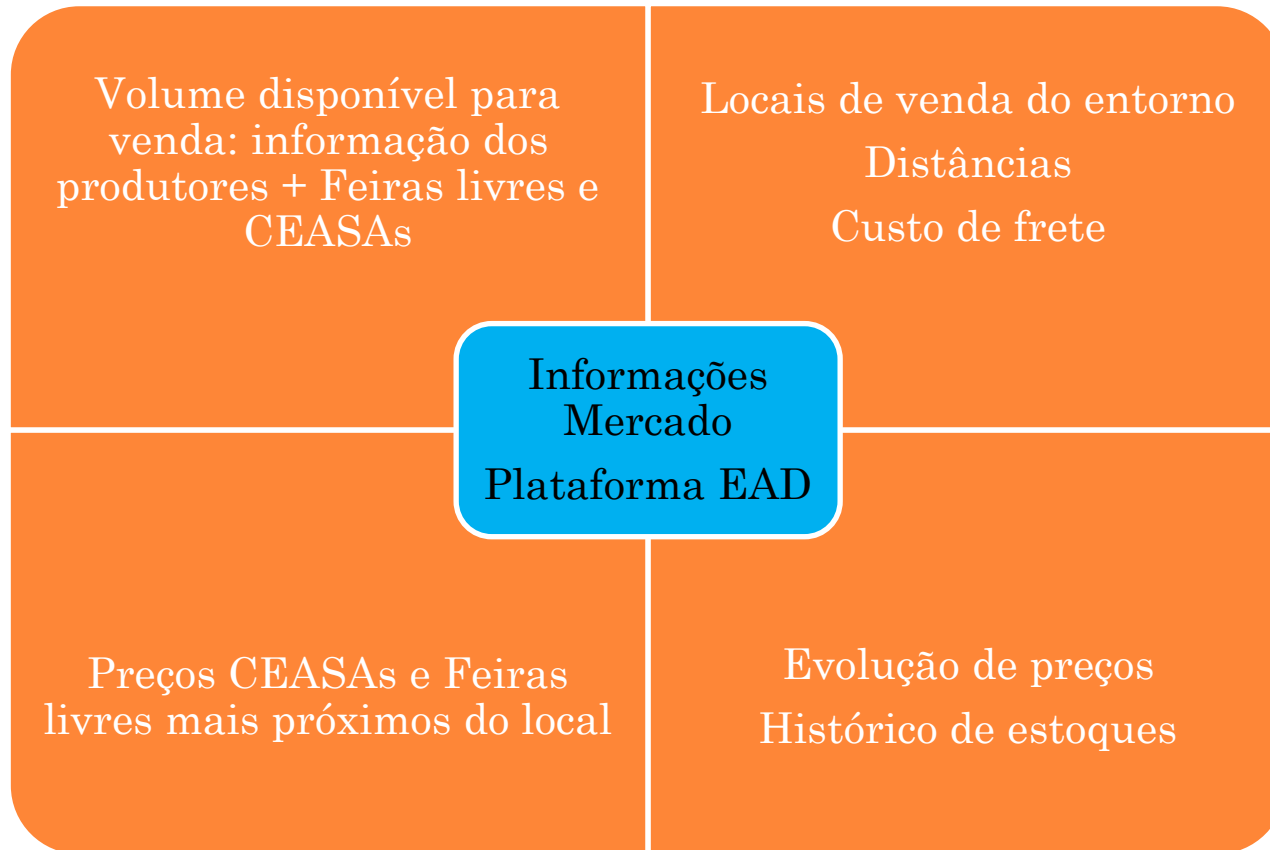 Volume disponível para
venda: informação dos
produtores + Feiras livres e
CEASAs
Locais de venda do entorno
Distâncias
Custo de frete
Informações
Mercado
Plataforma EAD
Preços CEASAs e Feiras
livres mais próximos do local
Evolução de preços
Histórico de estoques